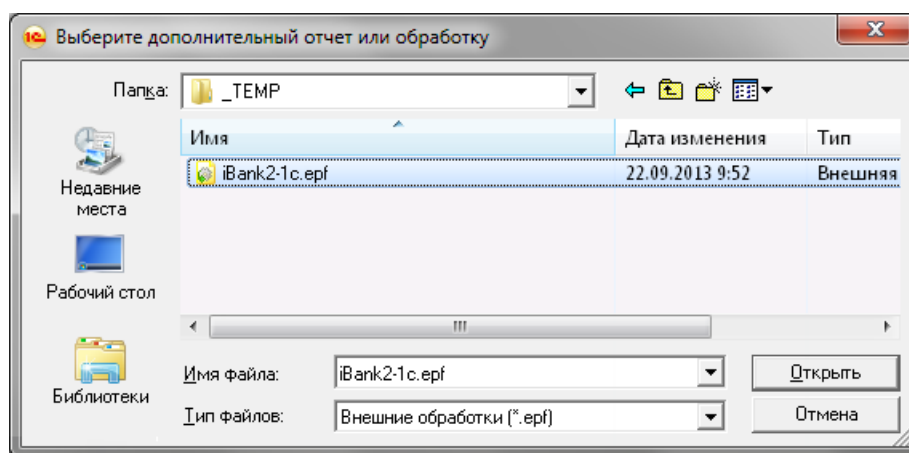 Выберите дополнительный отчет или обработку
Папка: _TEMP
Имя Дата изменения Тип
iBank2-1c.epf 22.09.2013 9:52 Внешняя
Недавние
места
Рабочий стол
Библиотеки
Имя файла: iBank2-1c.epf Открыть
Тип файлов: Внешние обработки (*.epf) Отмена